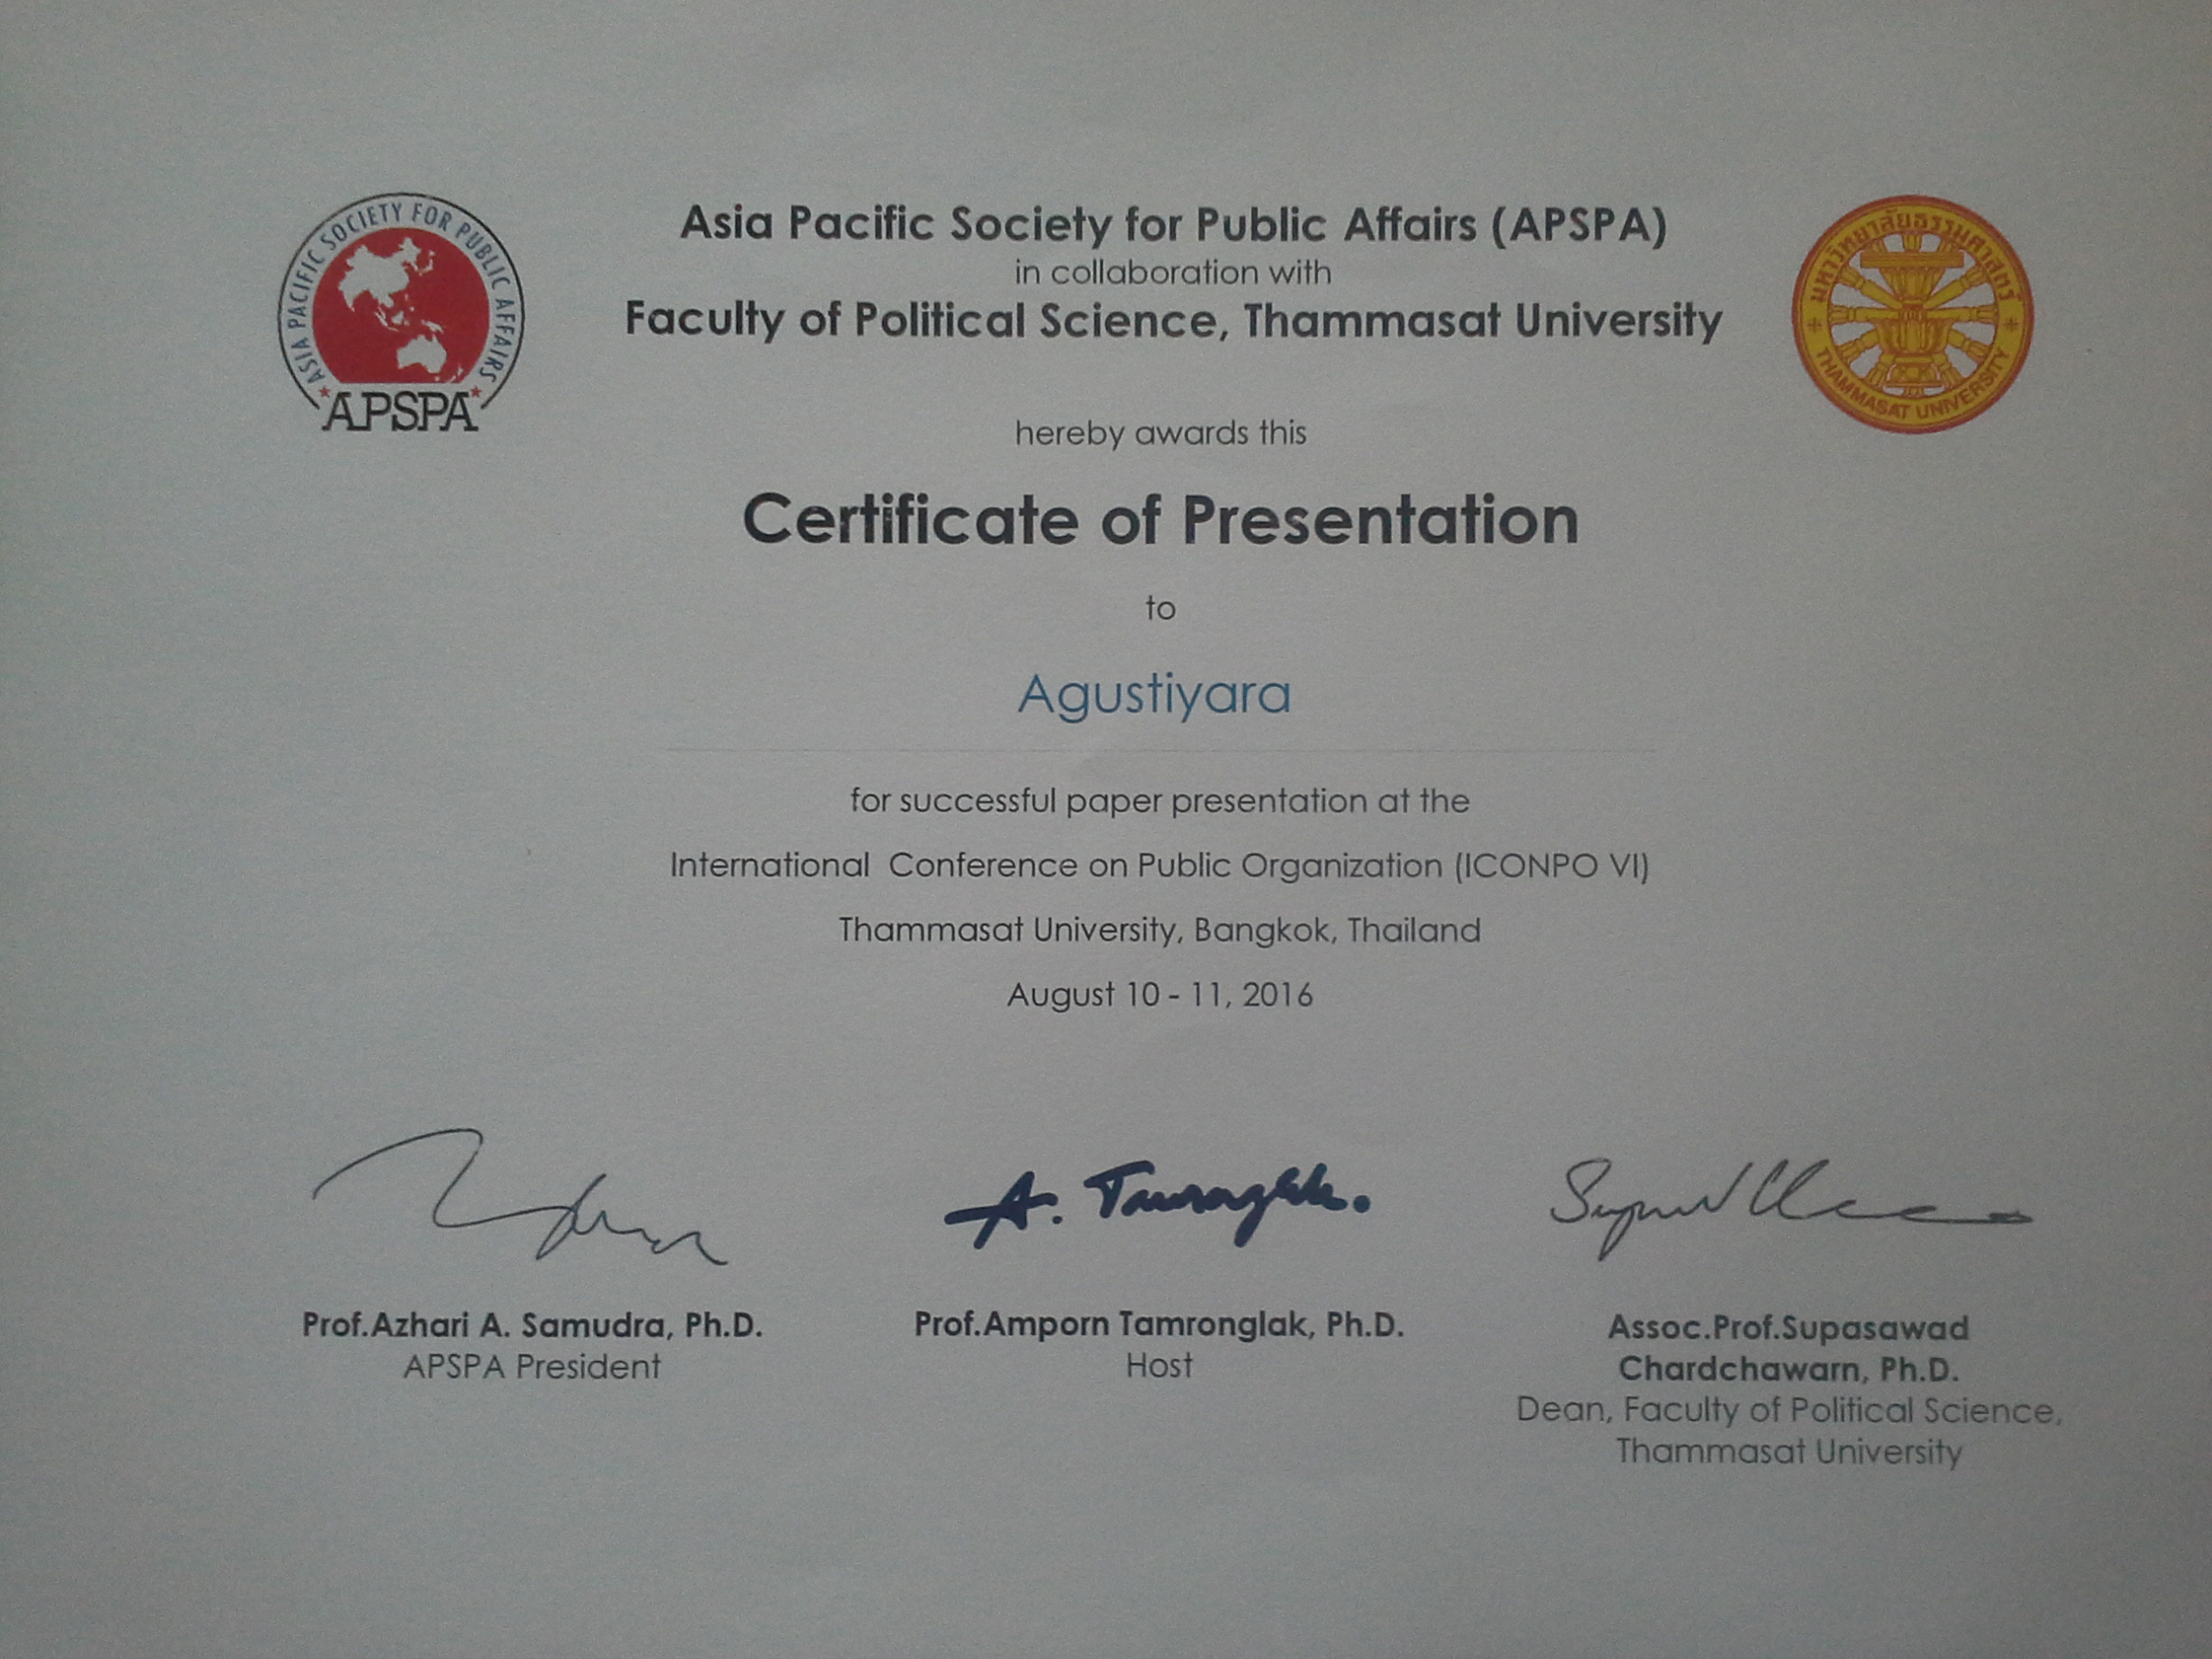 ASIA PACIFIC SOCIETY FOR PUBLIC AFFAIRS
APSPA
Asia Pacific Society for Public Affairs (APSPA)
in collaboration with
Faculty of Political Science, Thammasat University
มหาวิทยาลัยธรรมศาสตร์
THAMMASAT UNIVERSITY
hereby awards this
Certificate of Presentation
to
Agustiyara
for successful paper presentation at the
International Conference on Public Organization (ICONPO VI)
Thammasat University, Bangkok, Thailand
August 10 - 11, 2016
A. Tamronglak.
Prof.Azhari A. Samudra, Ph.D.
APSPA President
Prof.Amporn Tamronglak, Ph.D.
Host
Assoc.Prof.Supasawad
Chardchawarn, Ph.D.
Dean, Faculty of Political Science,
Thammasat University